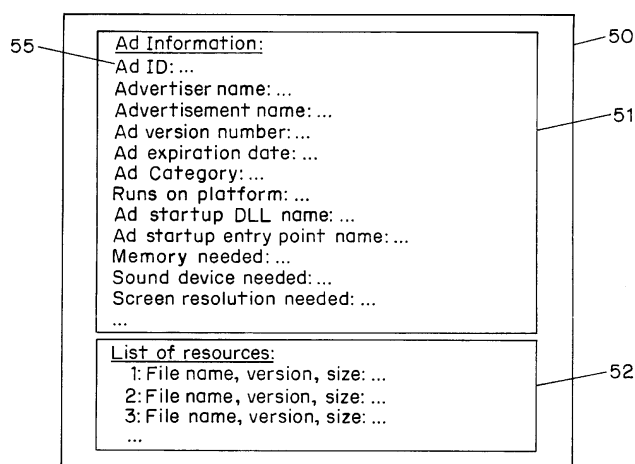 Ad Information:
55
50
Ad ID: ...
Advertiser name: ...
51
Advertisement name: ...
Ad version number: ...
Ad expiration date: ...
Ad Category: ...
Runs on platform: ...
Ad startup DLL name: ...
Ad startup entry point name: ...
Memory needed: ...
Sound device needed: ...
Screen resolution needed: ...
...
List of resources:
1: File name, version, size: ...
52
2: File name, version, size: ...
3: File name, version, size: ...
...